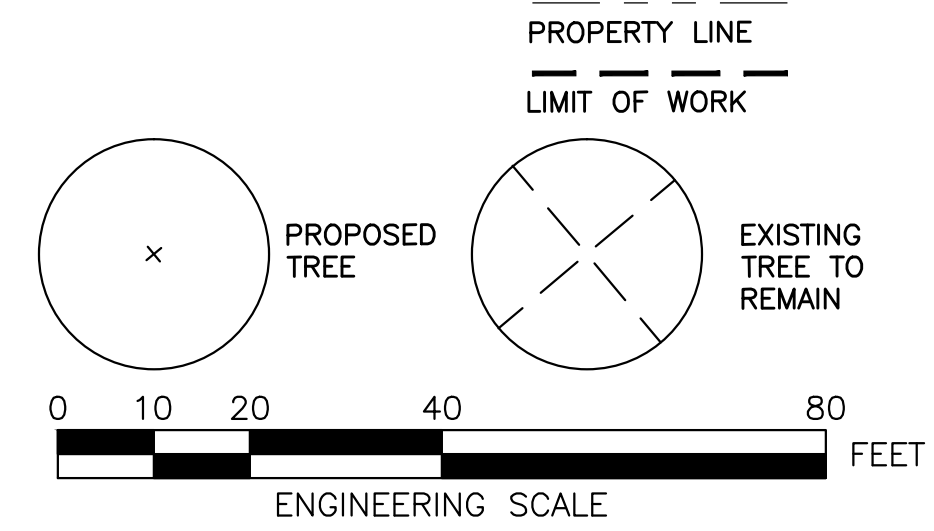 PROPERTY LINE
LIMIT OF WORK
PROPOSED
TREE
EXISTING
TREE TO
REMAIN
0 10 20 40 80
FEET
ENGINEERING SCALE